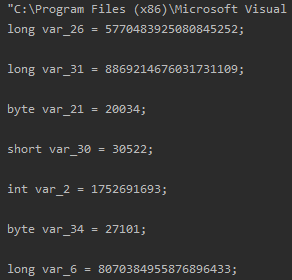 "C:\Program Files (x86)\Microsoft Visual
long var_26 = 5770483925080845252;
long var_31 = 8869214676031731109;
byte var_21 = 20034;
short var_30 = 30522;
int var_2 = 1752691693;
byte var_34 = 27101;
long var_6 = 8070384955876896433;